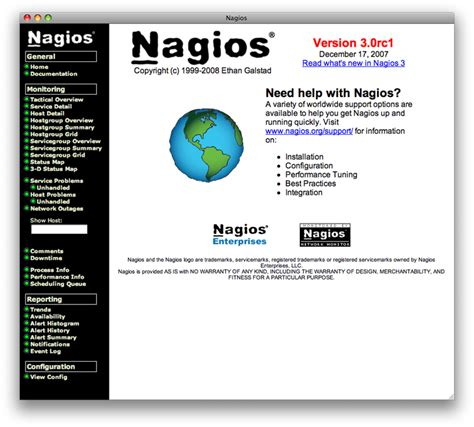 Nagios
Nagios®
General
Home
Documentation
Monitoring
Tactical Overview
Service Detail
Host Detail
Hostgroup Overview
Hostgroup Summary
Hostgroup Grid
Servicegroup Overview
Servicegroup Summary
Servicegroup Grid
Status Map
3-D Status Map
Service Problems
Unhandled
Host Problems
Unhandled
Network Outages
Show Host:
Comments
Downtime
Process Info
Performance Info
Scheduling Queue
Reporting
Trends
Availability
Alert Histogram
Alert History
Alert Summary
Notifications
Event Log
Configuration
View Config
Nagios®
Copyright (c) 1999-2008 Ethan Galstad
Version 3.0rc1
December 17, 2007
Read what's new in Nagios 3
Need help with Nagios?
A variety of worldwide support options are
available to help you get Nagios up and
running quickly. Visit
www.nagios.org/support/ for information
on:
• Installation
• Configuration
• Performance Tuning
• Best Practices
• Integration
Nagios
Enterprises
MONITORED BY
Nagios
NETWORK MONITOR
Nagios and the Nagios logo are trademarks, servicemarks, registered trademarks or registered servicemarks owned by Nagios
Enterprises, LLC.
Nagios is provided AS IS with NO WARRANTY OF ANY KIND, INCLUDING THE WARRANTY OF DESIGN, MERCHANTABILITY, AND
FITNESS FOR A PARTICULAR PURPOSE.